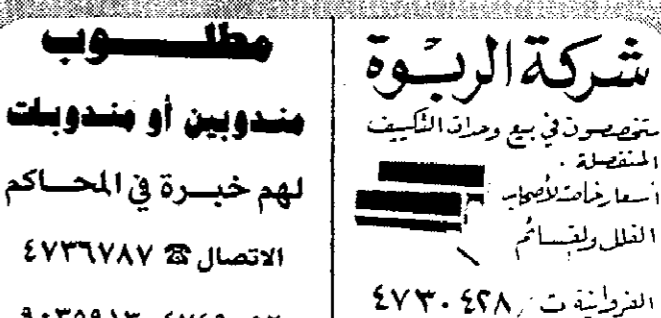 شركة الربوة
متخصصون في بيع وحدات التكييف
المنفصلة .
أسعار خاصة لأصحاب
الفلل والقسائم
الفروانية ت ٤٧٣٠٤٢٨
مطلوب
مندوبين أو مندوبات
لهم خبرة في المحاكم
الاتصال ☎ ٤٧٣٦٧٨٧